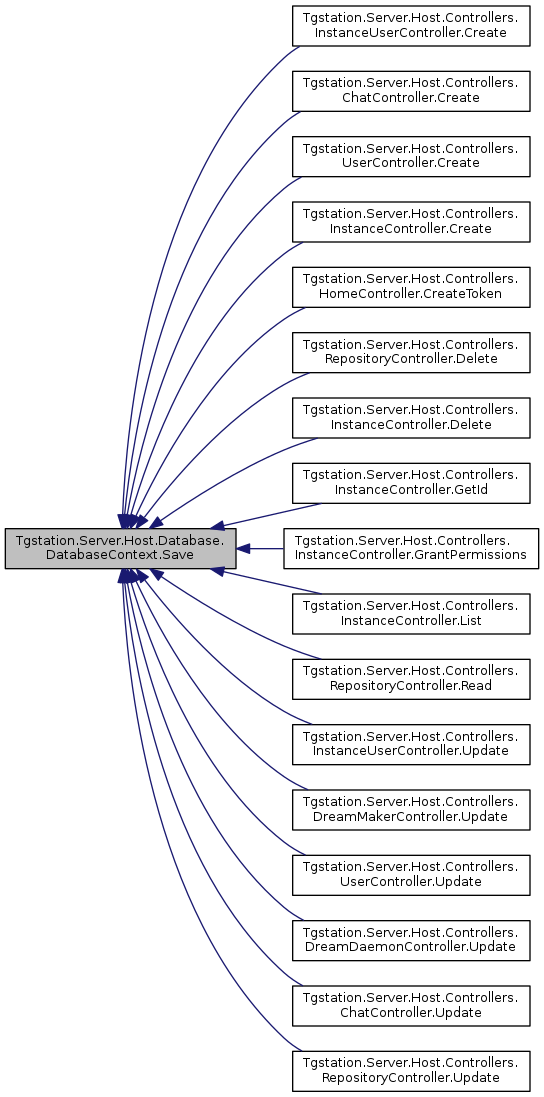 Tgstation.Server.Host.Controllers.
InstanceUserController.Create
Tgstation.Server.Host.Controllers.
ChatController.Create
Tgstation.Server.Host.Controllers.
UserController.Create
Tgstation.Server.Host.Controllers.
InstanceController.Create
Tgstation.Server.Host.Controllers.
HomeController.CreateToken
Tgstation.Server.Host.Controllers.
RepositoryController.Delete
Tgstation.Server.Host.Controllers.
InstanceController.Delete
Tgstation.Server.Host.Controllers.
InstanceController.GetId
Tgstation.Server.Host.Database.
DatabaseContext.Save
Tgstation.Server.Host.Controllers.
InstanceController.GrantPermissions
Tgstation.Server.Host.Controllers.
InstanceController.List
Tgstation.Server.Host.Controllers.
RepositoryController.Read
Tgstation.Server.Host.Controllers.
InstanceUserController.Update
Tgstation.Server.Host.Controllers.
DreamMakerController.Update
Tgstation.Server.Host.Controllers.
UserController.Update
Tgstation.Server.Host.Controllers.
DreamDaemonController.Update
Tgstation.Server.Host.Controllers.
ChatController.Update
Tgstation.Server.Host.Controllers.
RepositoryController.Update